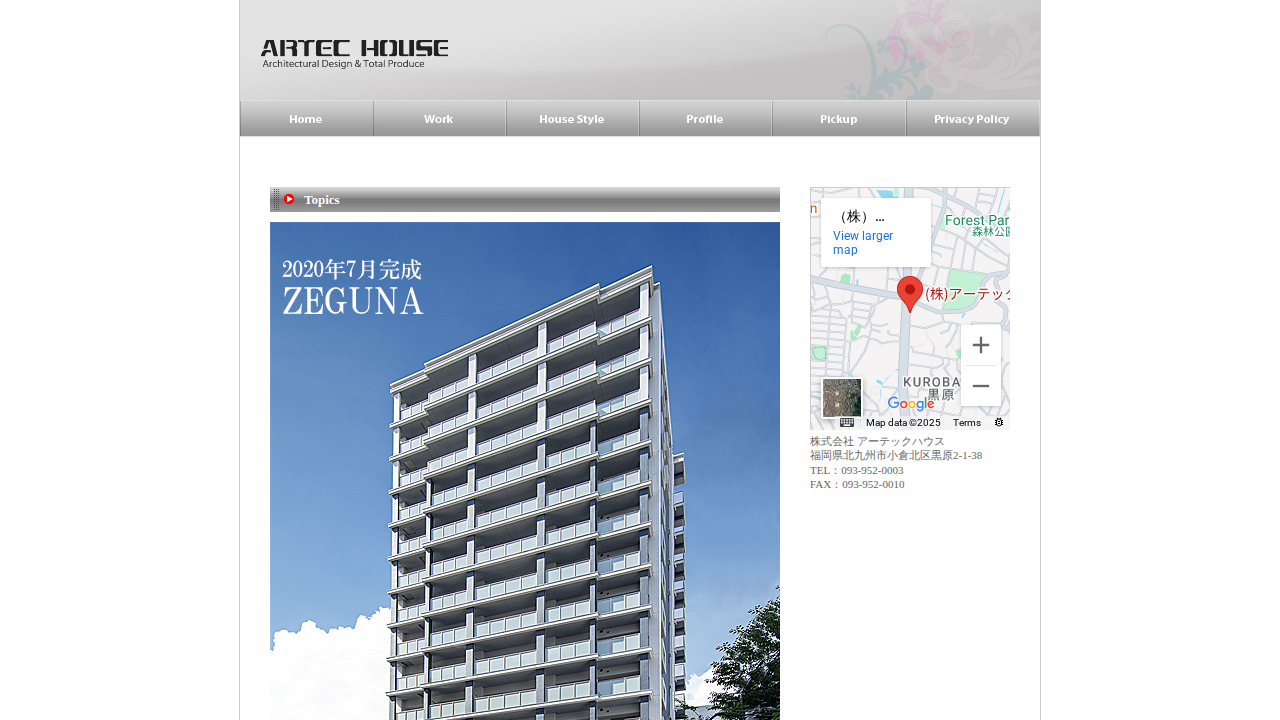 ARTEC HOUSE
Architectural Design & Total Produce
Home
Work
House Style
Profile
Pickup
Privacy Policy
Topics
2020年7月完成
ZEGUNA
（株）...
View larger
map
Forest Par
森林公園
(株)アーテック
KUROBA
黒原
Google
Map data ©2025
Terms
株式会社 アーテックハウス
福岡県北九州市小倉北区黒原2-1-38
TEL：093-952-0003
FAX：093-952-0010